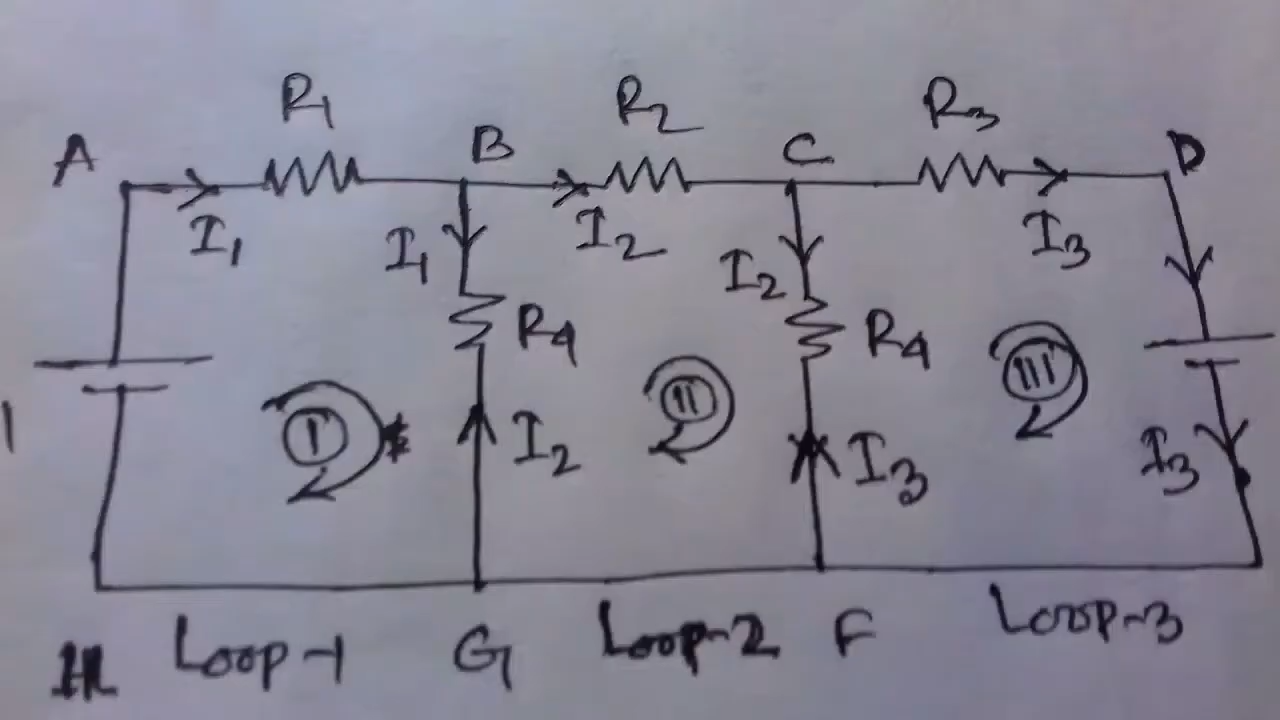 R1 R2 R3
A B C D
I1 I1 I2 I2 I3
R4 R4
I II III
I2 I3 I3
Loop-1 G Loop-2 F Loop-3
H